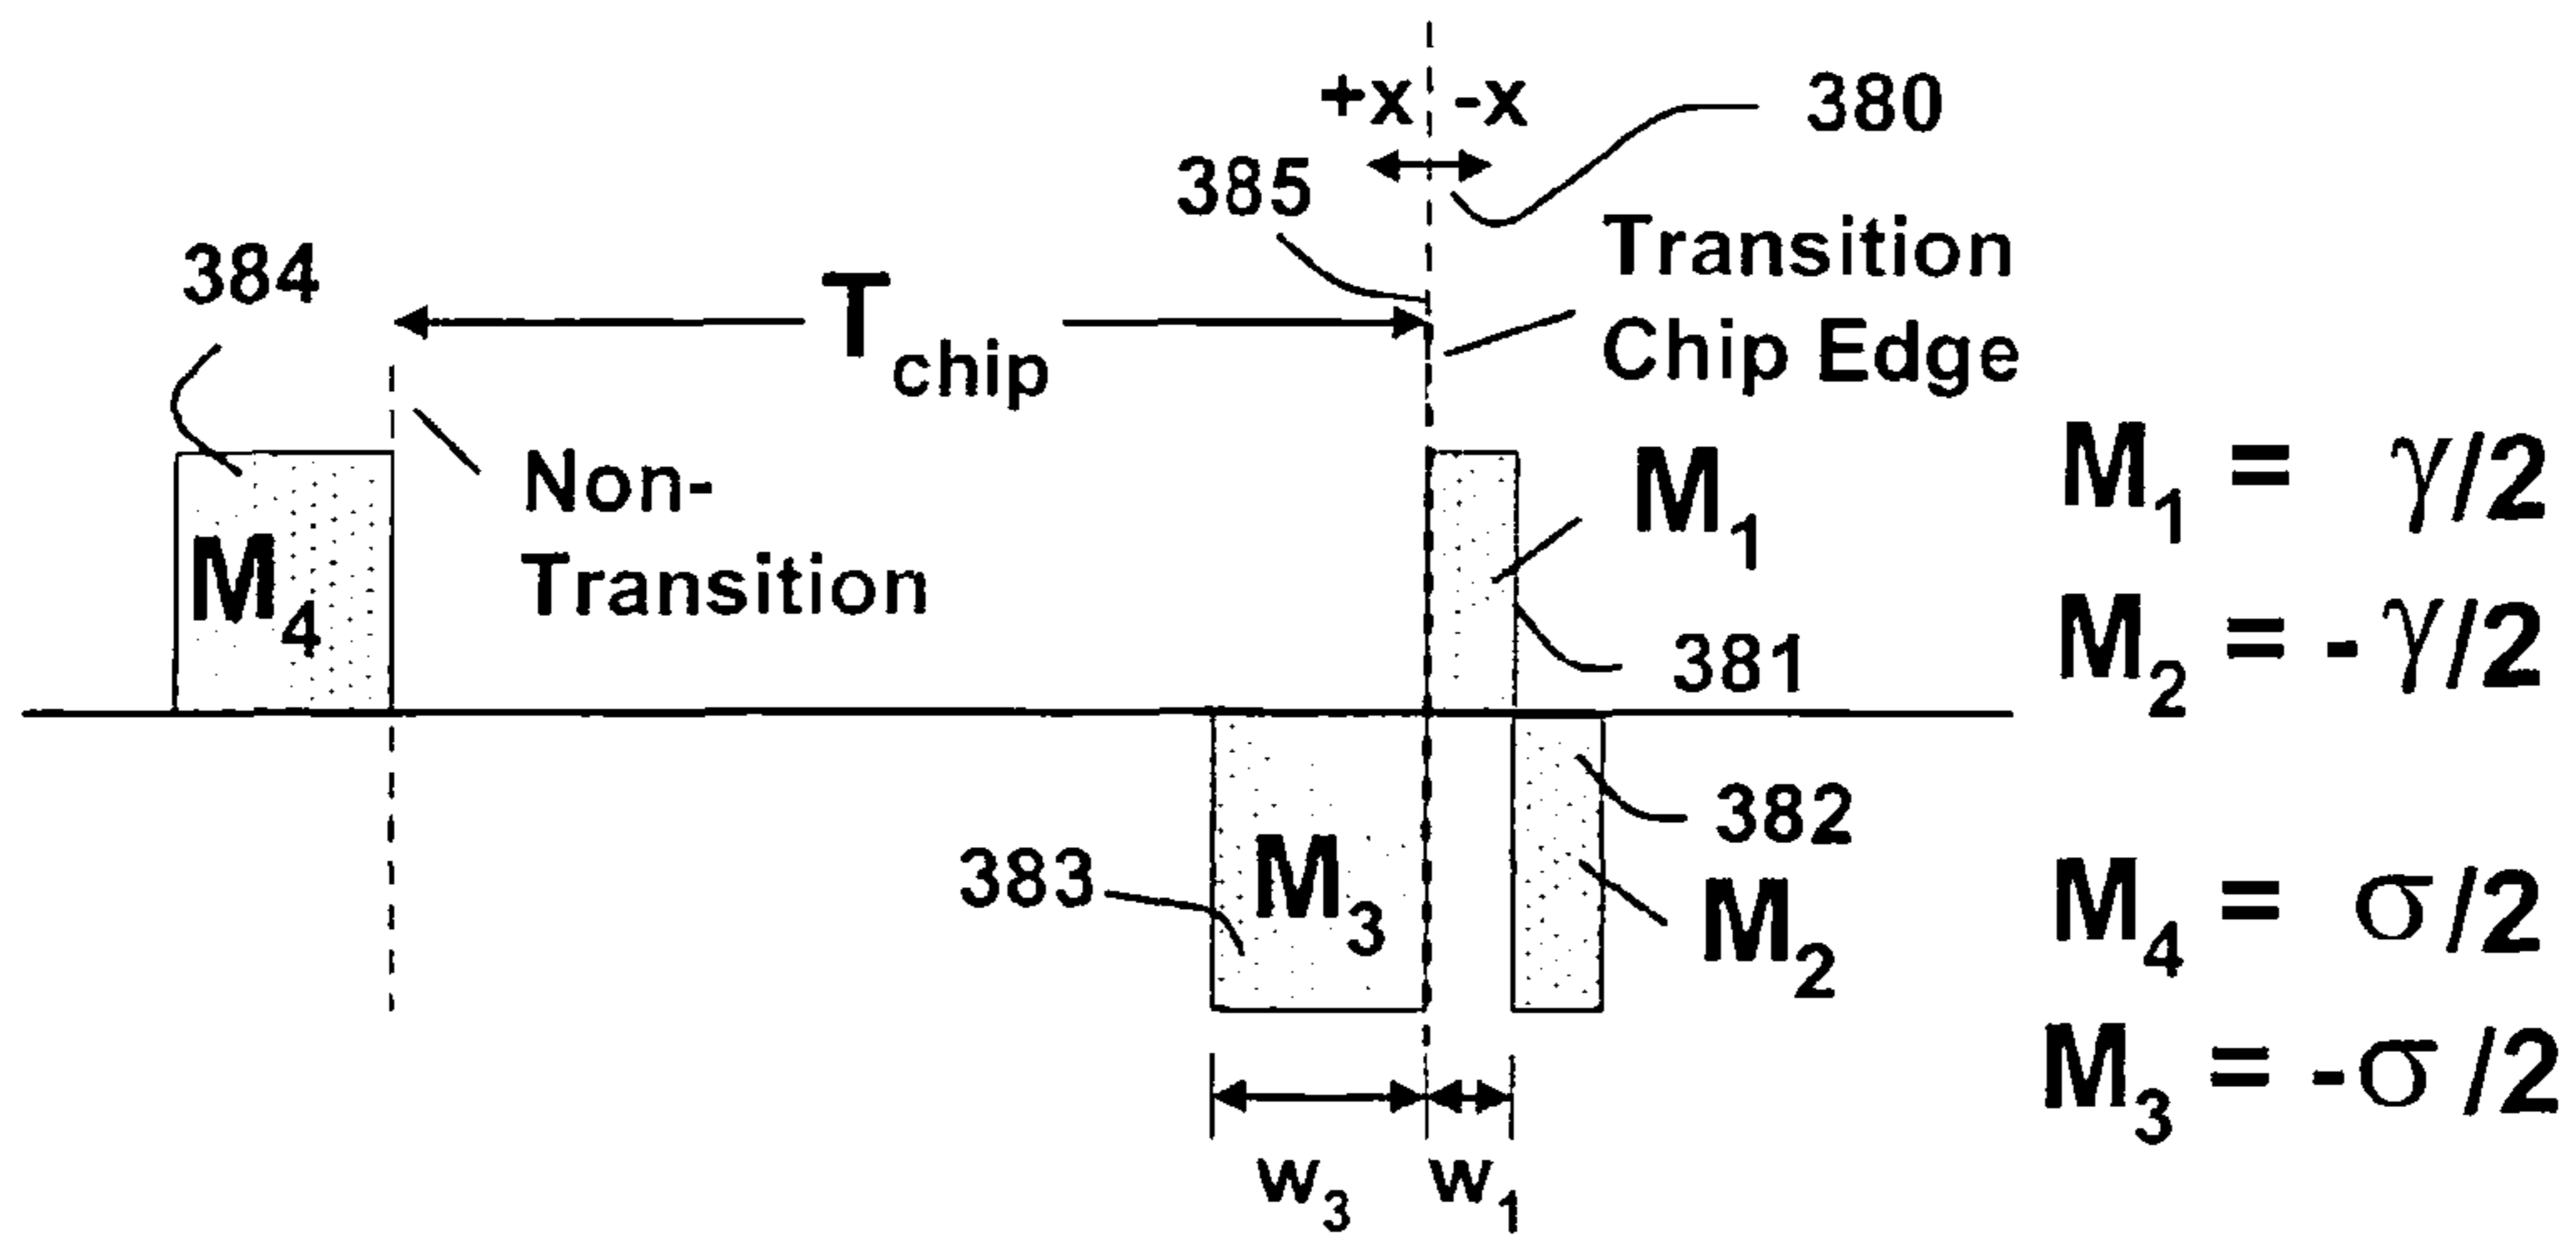 +x -x
380
385
Transition
Chip Edge
384
T chip
Non-
Transition
M1
M4
381
382
383
M3
M2
w3 w1
M1 = γ/2
M2 = - γ/2
M4 = σ/2
M3 = -σ/2